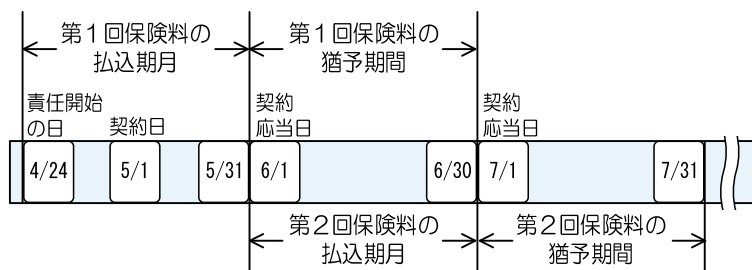 第１回保険料の
払込期月
第１回保険料の
猶予期間
責任開始
の日
契約日
契約
応当日
契約
応当日
4/24
5/1
5/31
6/1
6/30
7/1
7/31
第２回保険料の
払込期月
第２回保険料の
猶予期間